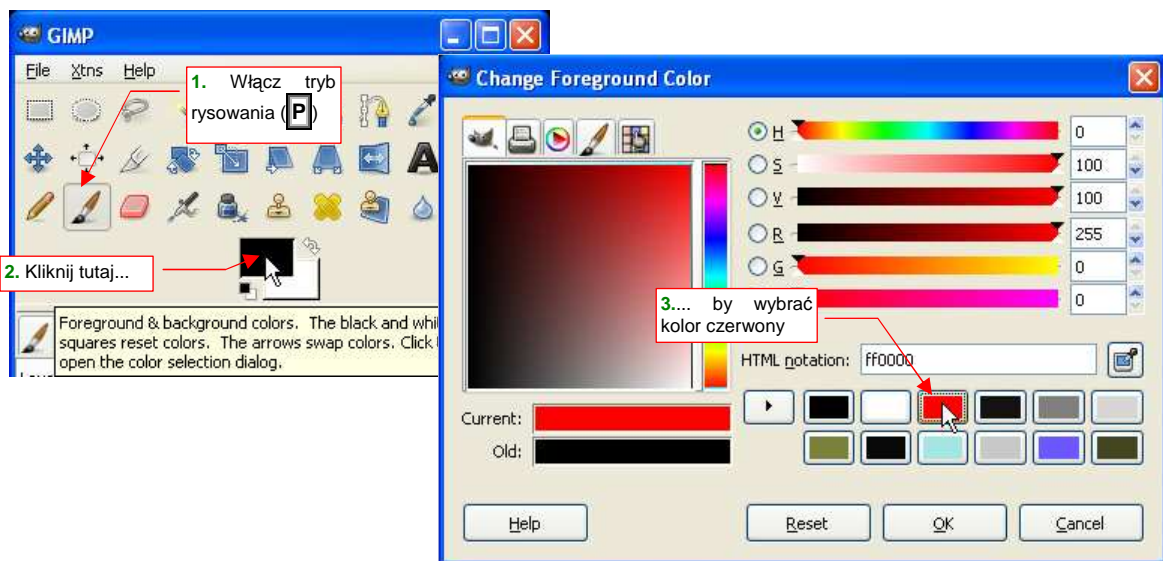 GIMP
File Xtns Help
1. Włącz tryb
rysowania (P)
2. Kliknij tutaj...
Foreground & background colors. The black and whi
squares reset colors. The arrows swap colors. Click
open the color selection dialog.
Change Foreground Color
H 0
S 100
V 100
R 255
G 0
0
3.... by wybrać
kolor czerwony
HTML notation: ff0000
Current:
Old:
Help Reset OK Cancel